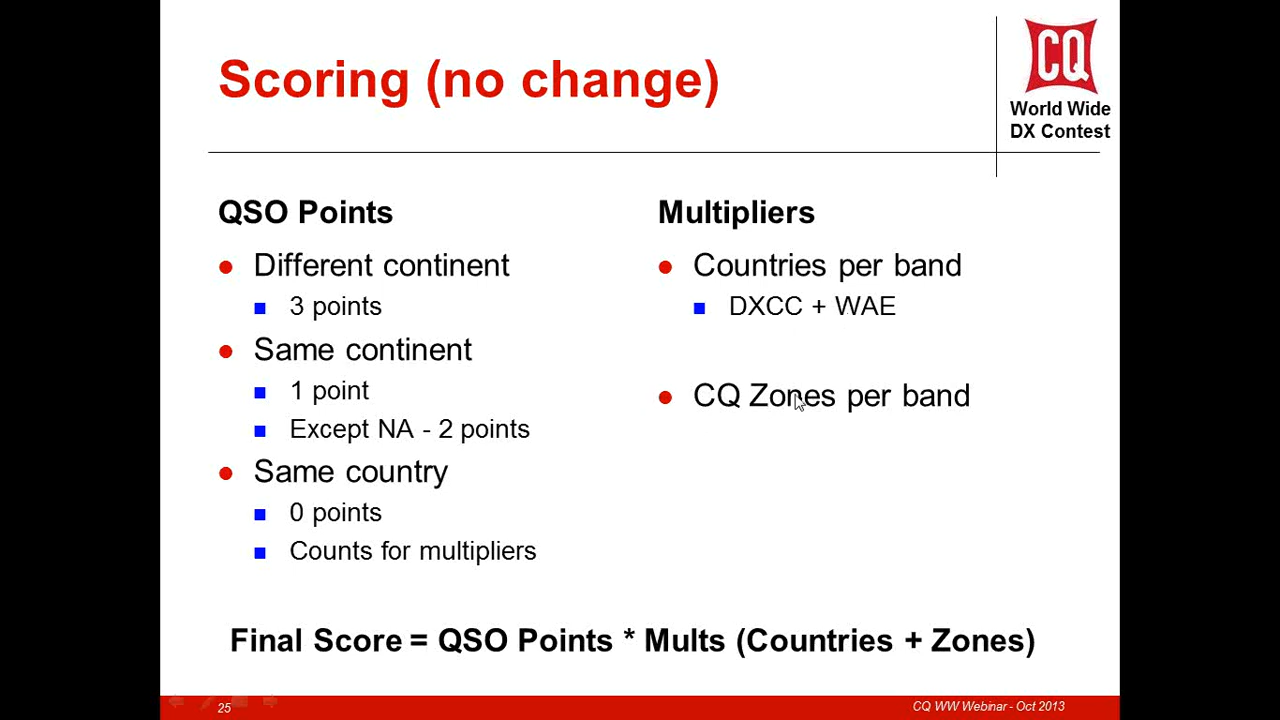 Scoring (no change)
CQ
World Wide
DX Contest
QSO Points
Different continent
3 points
Same continent
1 point
Except NA - 2 points
Same country
0 points
Counts for multipliers
Multipliers
Countries per band
DXCC + WAE
CQ Zones per band
Final Score = QSO Points * Mults (Countries + Zones)
25
CQ WW Webinar - Oct 2013